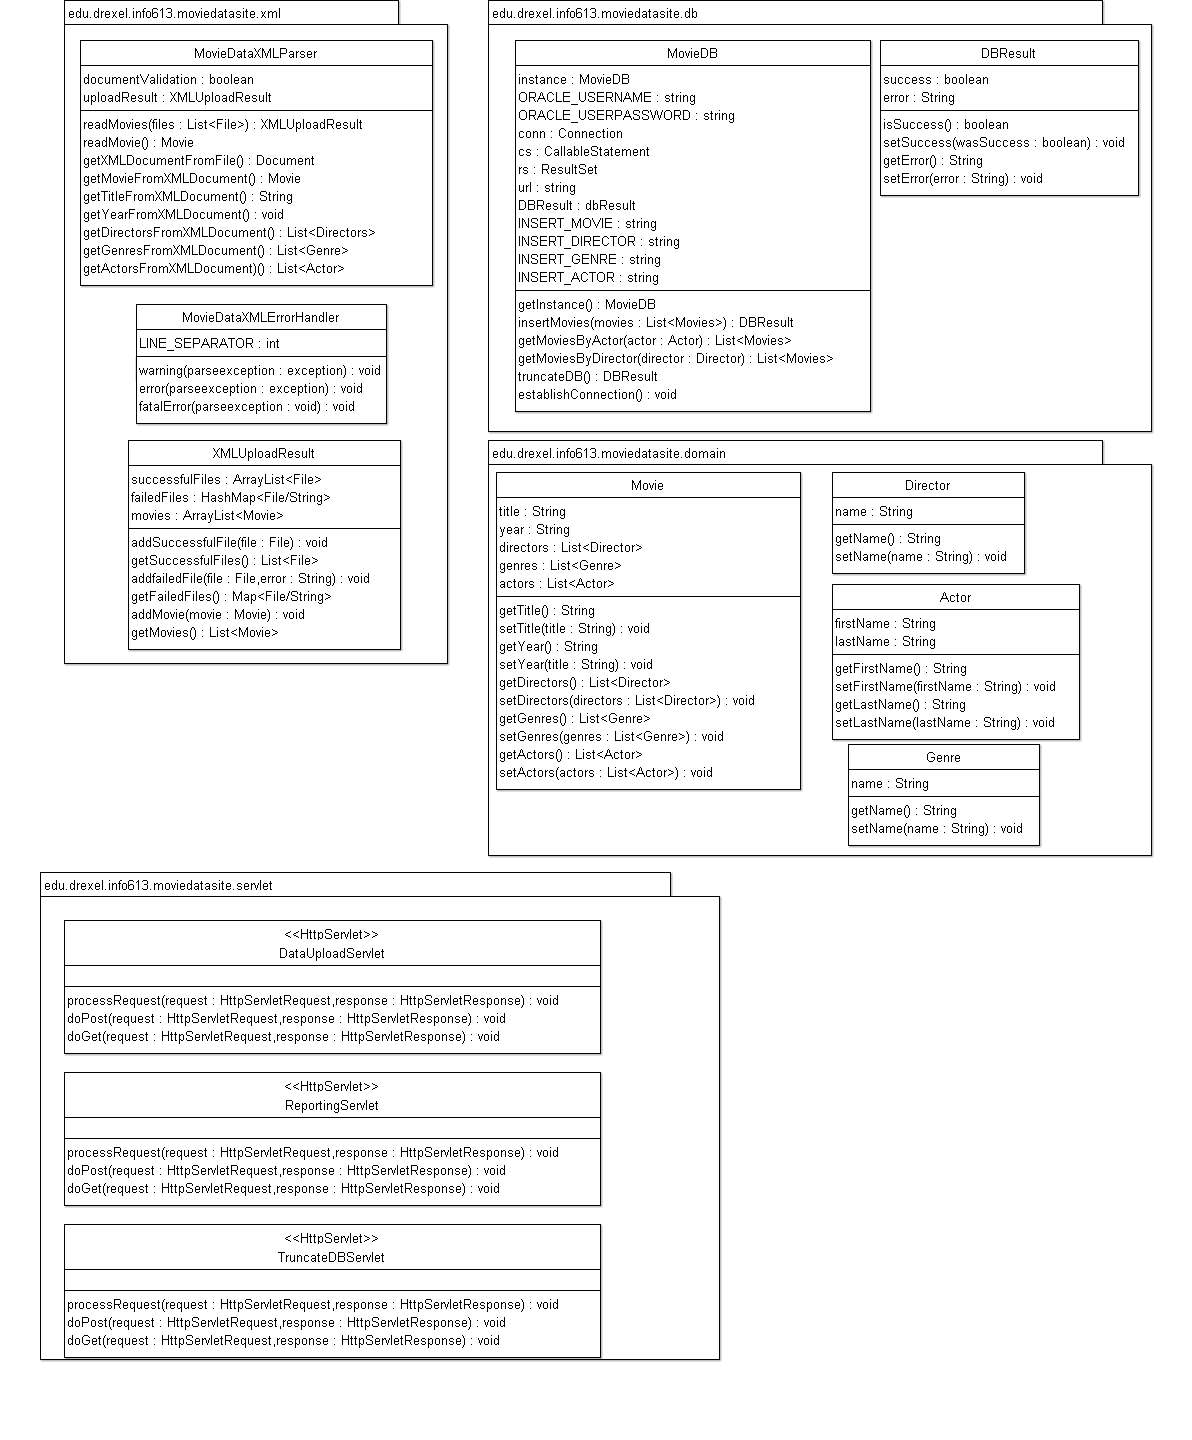 edu.drexel.info613.moviedatasite.xml
MovieDataXMLParser
documentValidation : boolean
uploadResult : XMLUploadResult
readMovies(files : List<File>) : XMLUploadResult
readMovie() : Movie
getXMLDocumentFromFile() : Document
getMovieFromXMLDocument() : Movie
getTitleFromXMLDocument() : String
getYearFromXMLDocument() : void
getDirectorsFromXMLDocument() : List<Directors>
getGenresFromXMLDocument() : List<Genre>
getActorsFromXMLDocument)() : List<Actor>
MovieDataXMLErrorHandler
LINE_SEPARATOR : int
warning(parseexception : exception) : void
error(parseexception : exception) : void
fatalError(parseexception : void) : void
XMLUploadResult
successfulFiles : ArrayList<File>
failedFiles : HashMap<File/String>
movies : ArrayList<Movie>
addSuccessfulFile(file : File) : void
getSuccessfulFiles() : List<File>
addfailedFile(file : File,error : String) : void
getFailedFiles() : Map<File/String>
addMovie(movie : Movie) : void
getMovies() : List<Movie>
edu.drexel.info613.moviedatasite.db
MovieDB
instance : MovieDB
ORACLE_USERNAME : string
ORACLE_USERPASSWORD : string
conn : Connection
cs : CallableStatement
rs : ResultSet
url : string
DBResult : dbResult
INSERT_MOVIE : string
INSERT_DIRECTOR : string
INSERT_GENRE : string
INSERT_ACTOR : string
getInstance() : MovieDB
insertMovies(movies : List<Movies>) : DBResult
getMoviesByActor(actor : Actor) : List<Movies>
getMoviesByDirector(director : Director) : List<Movies>
truncateDB() : DBResult
establishConnection() : void
DBResult
success : boolean
error : String
isSuccess() : boolean
setSuccess(wasSuccess : boolean) : void
getError() : String
setError(error : String) : void
edu.drexel.info613.moviedatasite.domain
Movie
title : String
year : String
directors : List<Director>
genres : List<Genre>
actors : List<Actor>
getTitle() : String
setTitle(title : String) : void
getYear() : String
setYear(title : String) : void
getDirectors() : List<Director>
setDirectors(directors : List<Director>) : void
getGenres() : List<Genre>
setGenres(genres : List<Genre>) : void
getActors() : List<Actor>
setActors(actors : List<Actor>) : void
Director
name : String
getName() : String
setName(name : String) : void
Actor
firstName : String
lastName : String
getFirstName() : String
setFirstName(firstName : String) : void
getLastName() : String
setLastName(lastName : String) : void
Genre
name : String
getName() : String
setName(name : String) : void
edu.drexel.info613.moviedatasite.servlet
<<HttpServlet>>
DataUploadServlet
processRequest(request : HttpServletRequest,response : HttpServletResponse) : void
doPost(request : HttpServletRequest,response : HttpServletResponse) : void
doGet(request : HttpServletRequest,response : HttpServletResponse) : void
<<HttpServlet>>
ReportingServlet
processRequest(request : HttpServletRequest,response : HttpServletResponse) : void
doPost(request : HttpServletRequest,response : HttpServletResponse) : void
doGet(request : HttpServletRequest,response : HttpServletResponse) : void
<<HttpServlet>>
TruncateDBServlet
processRequest(request : HttpServletRequest,response : HttpServletResponse) : void
doPost(request : HttpServletRequest,response : HttpServletResponse) : void
doGet(request : HttpServletRequest,response : HttpServletResponse) : void